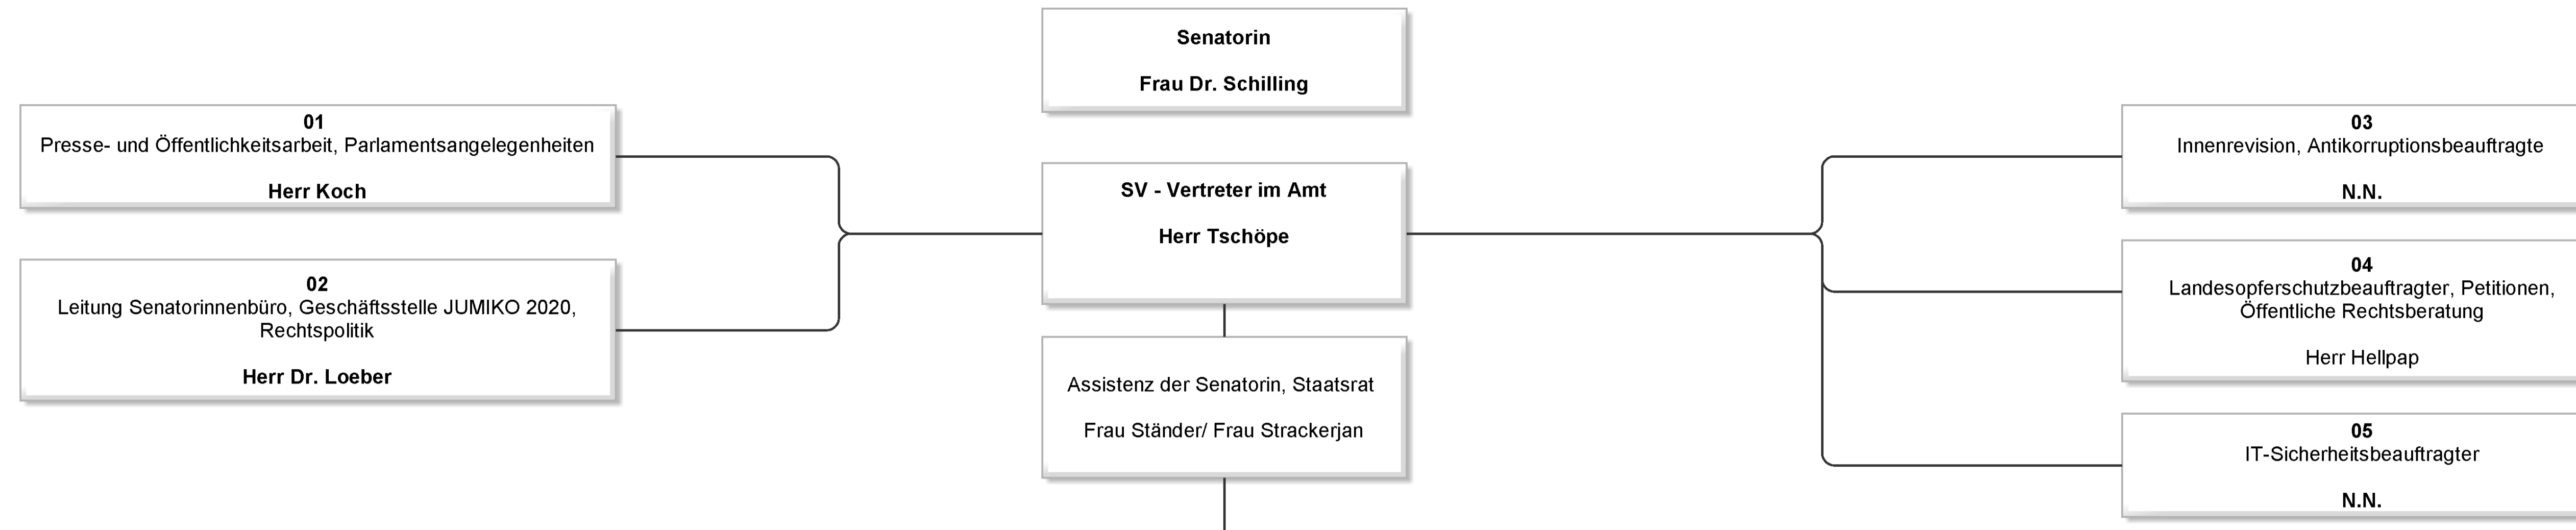 Senatorin
Frau Dr. Schilling
01
Presse- und Öffentlichkeitsarbeit, Parlamentsangelegenheiten
Herr Koch
02
Leitung Senatorinnenbüro, Geschäftsstelle JUMIKO 2020,
Rechtspolitik
Herr Dr. Loeber
SV - Vertreter im Amt
Herr Tschöpe
Assistenz der Senatorin, Staatsrat
Frau Ständer/ Frau Strackerjan
03
Innenrevision, Antikorruptionsbeauftragte
N.N.
04
Landesopferschutzbeauftragter, Petitionen,
Öffentliche Rechtsberatung
Herr Hellpap
05
IT-Sicherheitsbeauftragter
N.N.